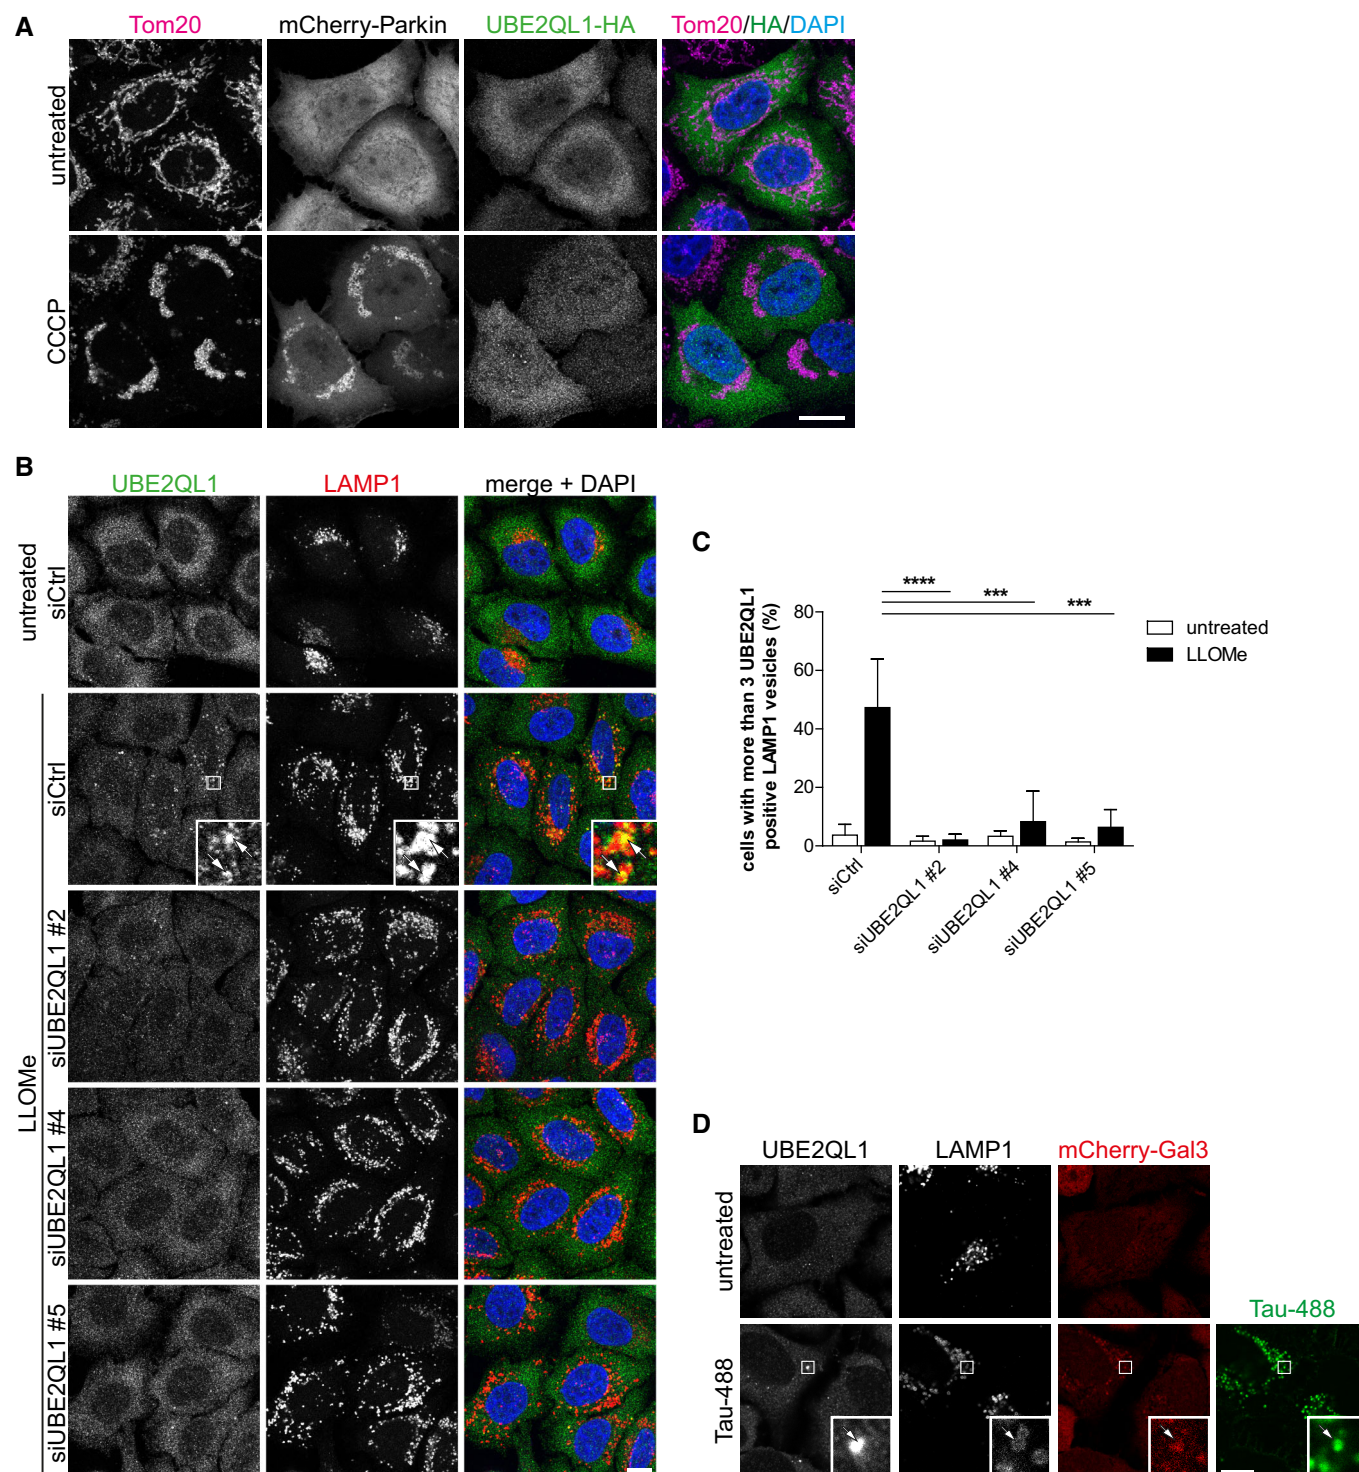 A
Tom20 mCherry-Parkin UBE2QL1-HA Tom20/HA/DAPI
untreated
CCCP
B
UBE2QL1 LAMP1 merge + DAPI
untreated
siCtrl
LLOMe
siCtrl
siUBE2QL1 #2
siUBE2QL1 #4
siUBE2QL1 #5
C
cells with more than 3 UBE2QL1
positive LAMP1 vesicles (%)
80
60
40
20
0
****
***
***
untreated
LLOMe
siCtrl
siUBE2QL1 #2
siUBE2QL1 #4
siUBE2QL1 #5
D
UBE2QL1 LAMP1 mCherry-Gal3
untreated
Tau-488
Tau-488